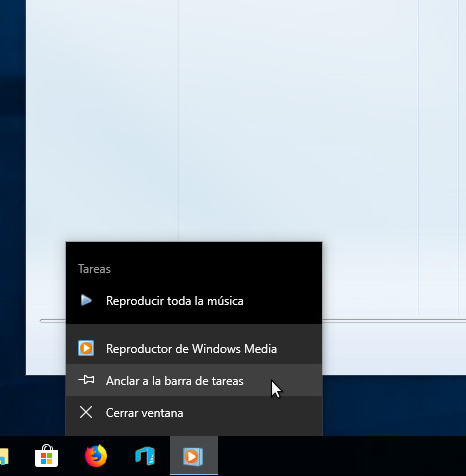 Tareas
Reproducir toda la música
Reproductor de Windows Media
Anclar a la barra de tareas
Cerrar ventana